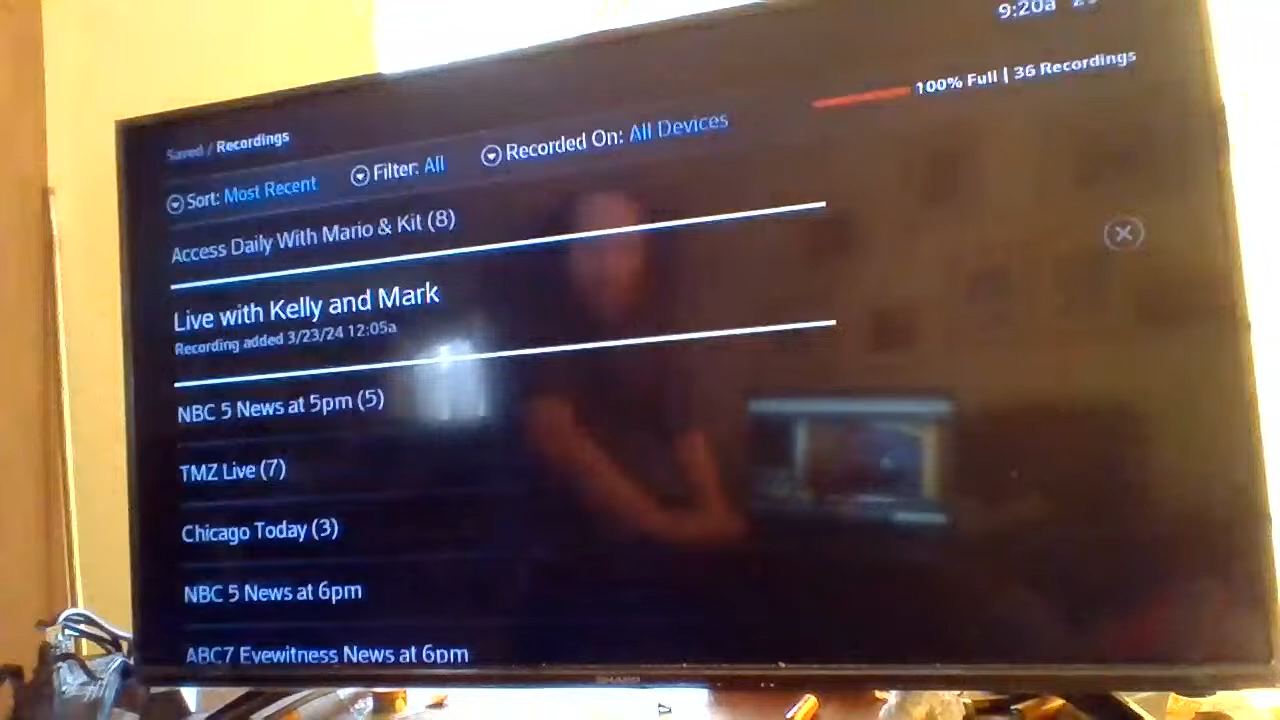 9:20a
100% Full | 36 Recordings
Saved / Recordings
Sort: Most Recent Filter: All Recorded On: All Devices
Access Daily With Mario & Kit (8)
Live with Kelly and Mark
Recording added 3/23/24 12:05a
NBC 5 News at 5pm (5)
TMZ Live (7)
Chicago Today (3)
NBC 5 News at 6pm
ABC7 Eyewitness News at 6pm
SHARP